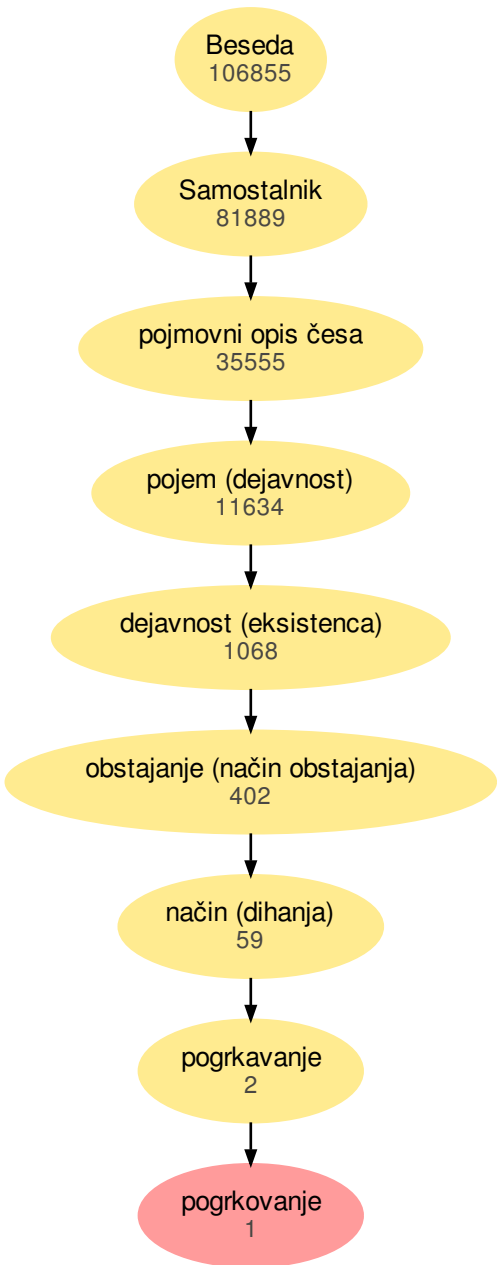 Beseda
106855
Samostalnik
81889
pojmovni opis česa
35555
pojem (dejavnost)
11634
dejavnost (eksistenca)
1068
obstajanje (način obstajanja)
402
način (dihanja)
59
pogrkavanje
2
pogrkovanje
1